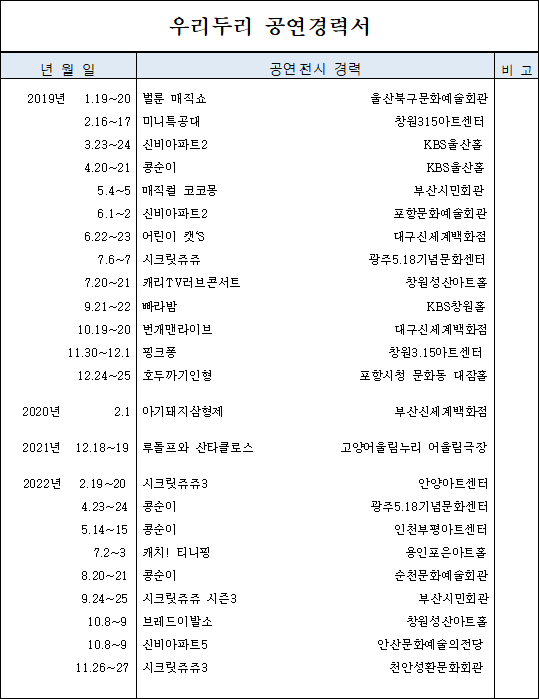 우리두리 공연경력서
년 월 일 공연전시 경력 비 고
2019년 1.19~20 벌룬 매직쇼 울산북구문화예술회관
2.16~17 미니특공대 창원315아트센터
3.23~24 신비아파트2 KBS울산홀
4.20~21 콩순이 KBS울산홀
5.4~5 매직컬 코코몽 부산시민회관
6.1~2 신비아파트2 포항문화예술회관
6.22~23 어린이 캣'S 대구신세계백화점
7.6~7 시크릿쥬쥬 광주5.18기념문화센터
7.20~21 캐리TV러브콘서트 창원성산아트홀
9.21~22 빠라밤 KBS창원홀
10.19~20 번개맨라이브 대구신세계백화점
11.30~12.1 핑크퐁 창원3.15아트센터
12.24~25 호두까기인형 포항시청 문화동 대잠홀
2020년 2.1 아기돼지삼형제 부산신세계백화점
2021년 12.18~19 루돌프와 산타클로스 고양어울림누리 어울림극장
2022년 2.19~20 시크릿쥬쥬3 안양아트센터
4.23~24 콩순이 광주5.18기념문화센터
5.14~15 콩순이 인천부평아트센터
7.2~3 캐치! 티니핑 용인포은아트홀
8.20~21 콩순이 순천문화예술회관
9.24~25 시크릿쥬쥬 시즌3 부산시민회관
10.8~9 브레드이발소 창원성산아트홀
10.8~9 신비아파트5 안산문화예술의전당
11.26~27 시크릿쥬쥬3 천안성환문화회관